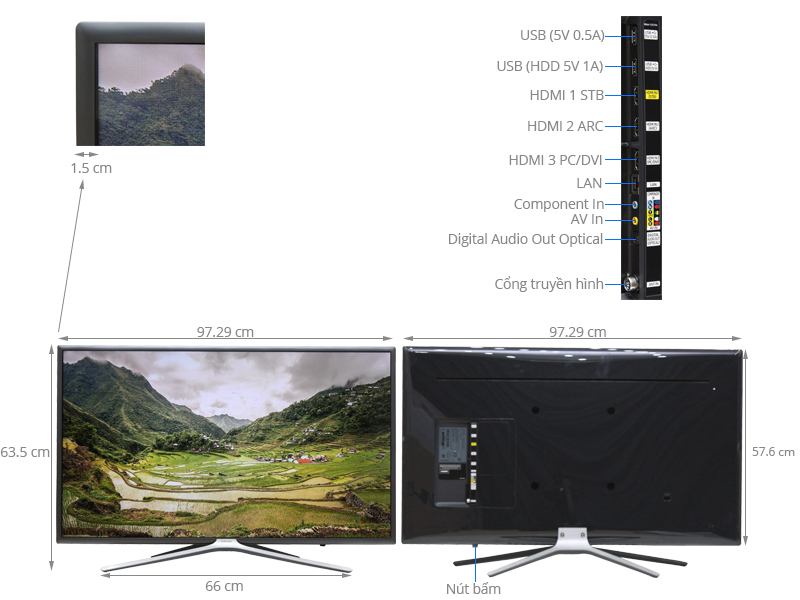 USB (5V 0.5A)
USB (HDD 5V 1A)
HDMI 1 STB
HDMI 2 ARC
HDMI 3 PC/DVI
LAN
Component In
AV In
Digital Audio Out Optical
Cổng truyền hình
1.5 cm
97.29 cm
97.29 cm
63.5 cm
57.6 cm
66 cm
Nút bấm